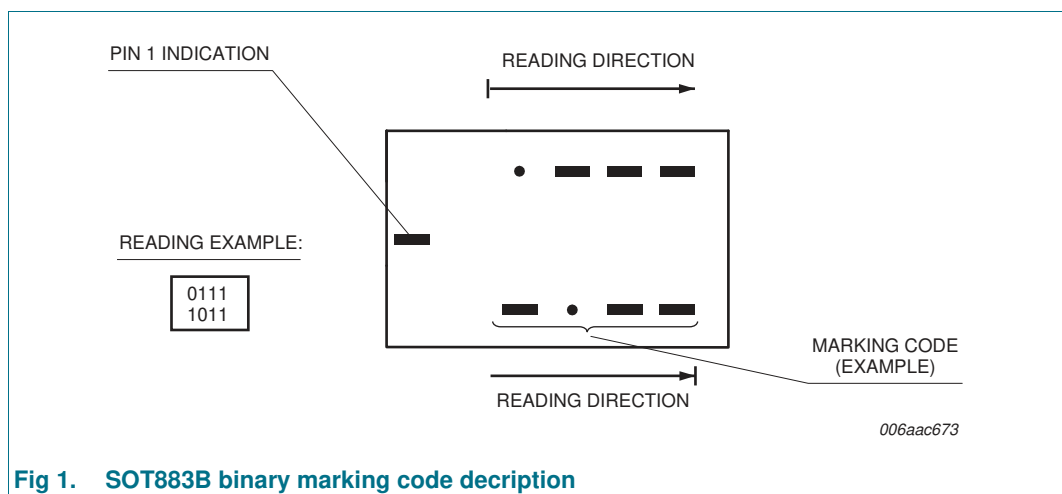 PIN 1 INDICATION
READING DIRECTION
READING EXAMPLE:
0111
1011
MARKING CODE
(EXAMPLE)
READING DIRECTION
006aac673
Fig 1. SOT883B binary marking code decription